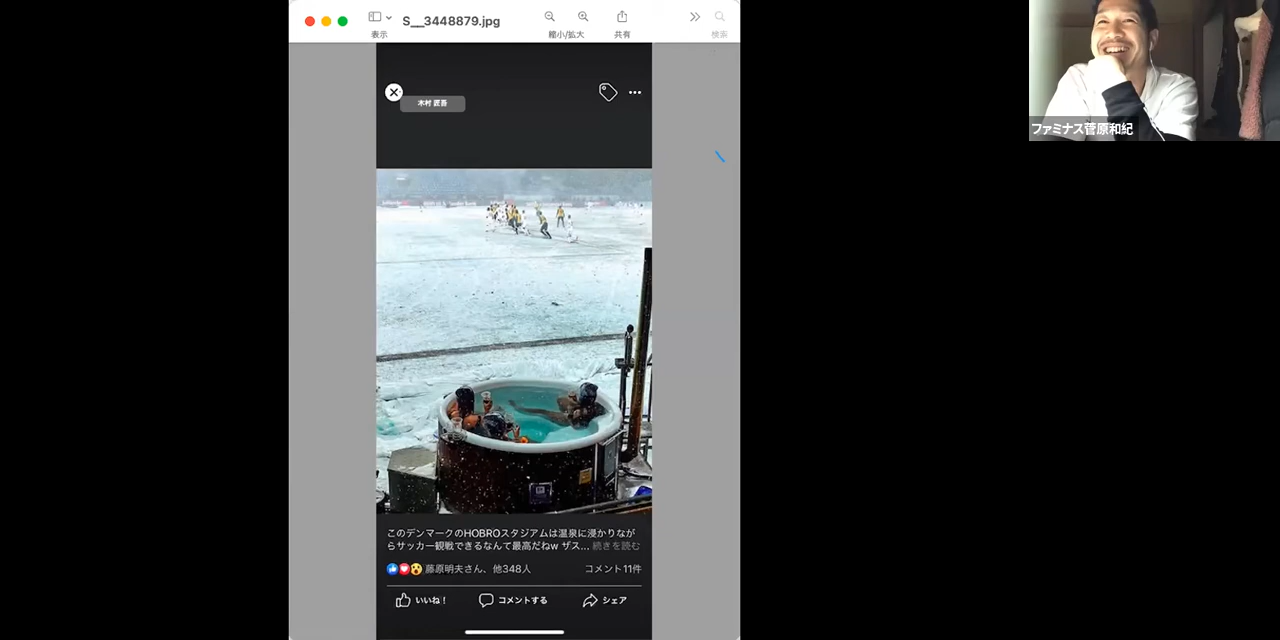 S__3448879.jpg
表示
縮小/拡大
共有
検索
木村 匠吾
このデンマークのHOBROスタジアムは温泉に浸かりなが
らサッカー観戦できるなんて最高だねw ザス... 続きを読む
藤原明夫さん、他348人
コメント11件
いいね!
コメントする
シェア
ファミナス菅原和紀